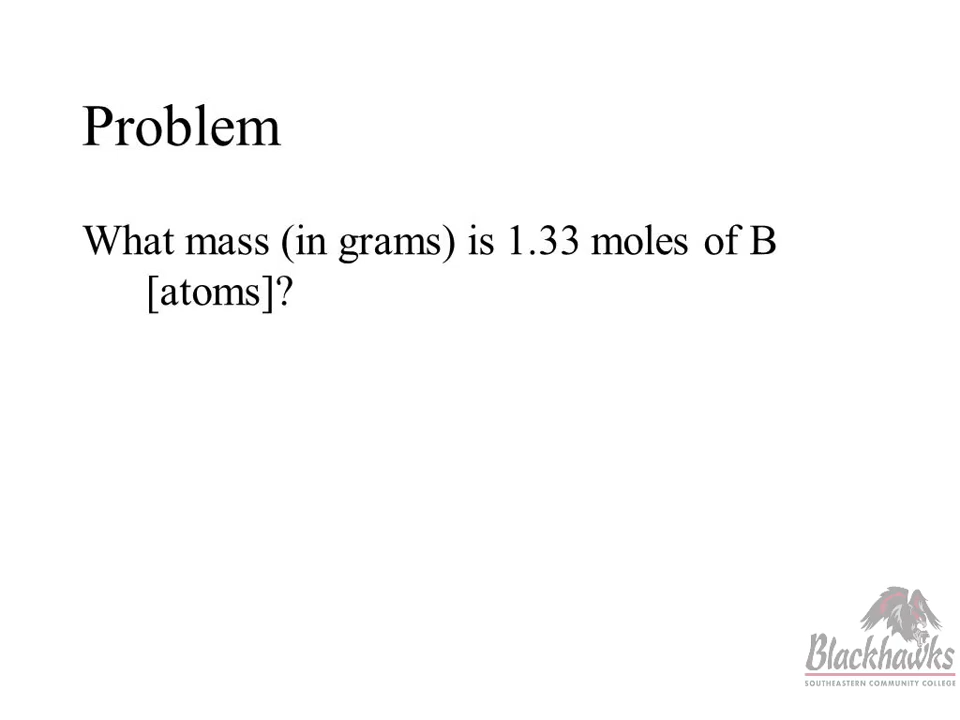 Problem
What mass (in grams) is 1.33 moles of B
[atoms]?
Blackhawks
SOUTHEASTERN COMMUNITY COLLEGE